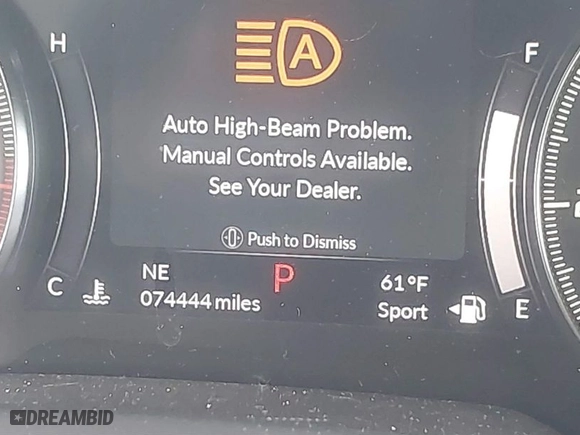 H
A
F
Auto High-Beam Problem.
Manual Controls Available.
See Your Dealer.
Push to Dismiss
C
NE
P
61°F
074444 miles
Sport
E
DREAMBID